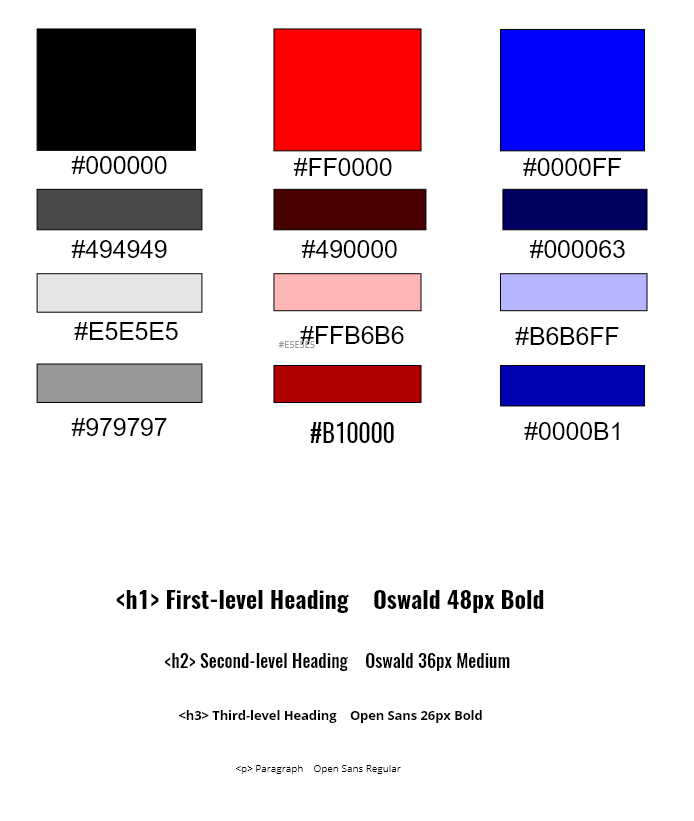 #000000 #FF0000 #0000FF
#494949 #490000 #000063
#E5E5E5 #FFB6B6 #B6B6FF
#E5E5E5
#979797 #B10000 #0000B1
<h1> First-level Heading Oswald 48px Bold
<h2> Second-level Heading Oswald 36px Medium
<h3> Third-level Heading Open Sans 26px Bold
<p> Paragraph Open Sans Regular